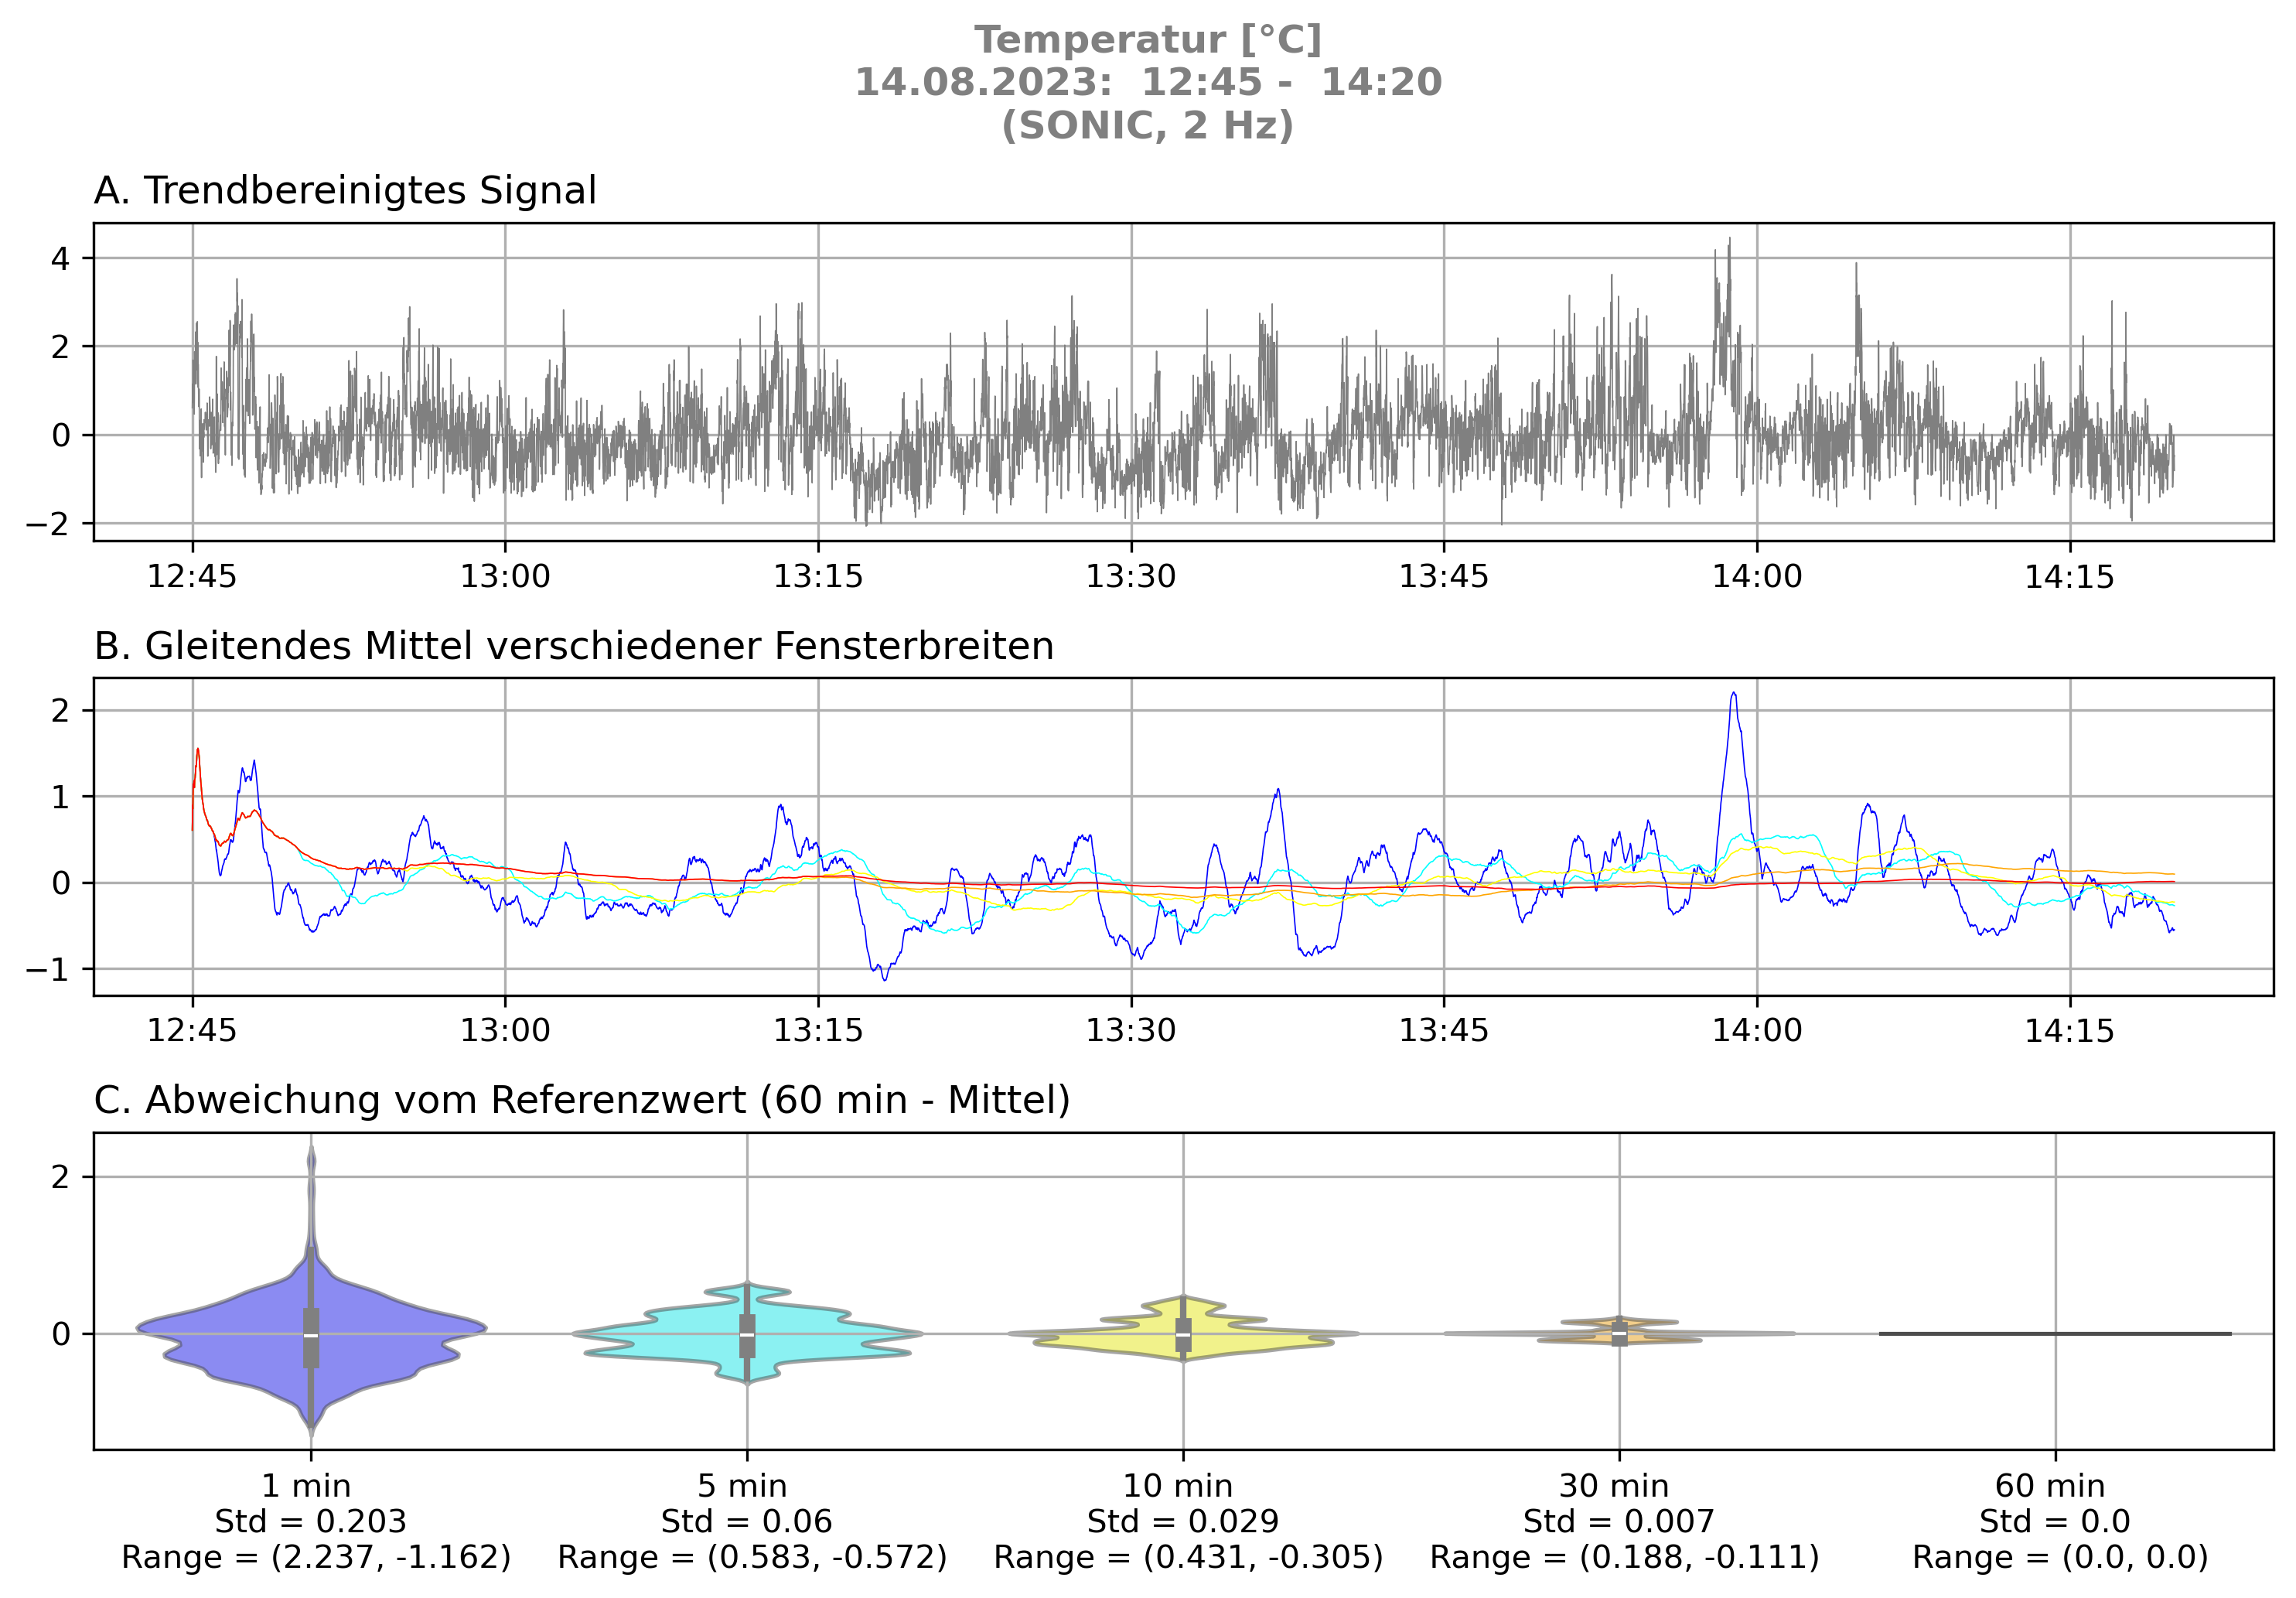 Temperatur [°C]
14.08.2023:  12:45 -  14:20
(SONIC, 2 Hz)
A. Trendbereinigtes Signal
4
2
0
−2
12:45 13:00 13:15 13:30 13:45 14:00 14:15
B. Gleitendes Mittel verschiedener Fensterbreiten
2
1
0
−1
12:45 13:00 13:15 13:30 13:45 14:00 14:15
C. Abweichung vom Referenzwert (60 min - Mittel)
2
0
1 min 5 min 10 min 30 min 60 min
Std = 0.203 Std = 0.06 Std = 0.029 Std = 0.007 Std = 0.0
Range = (2.237, -1.162) Range = (0.583, -0.572) Range = (0.431, -0.305) Range = (0.188, -0.111) Range = (0.0, 0.0)